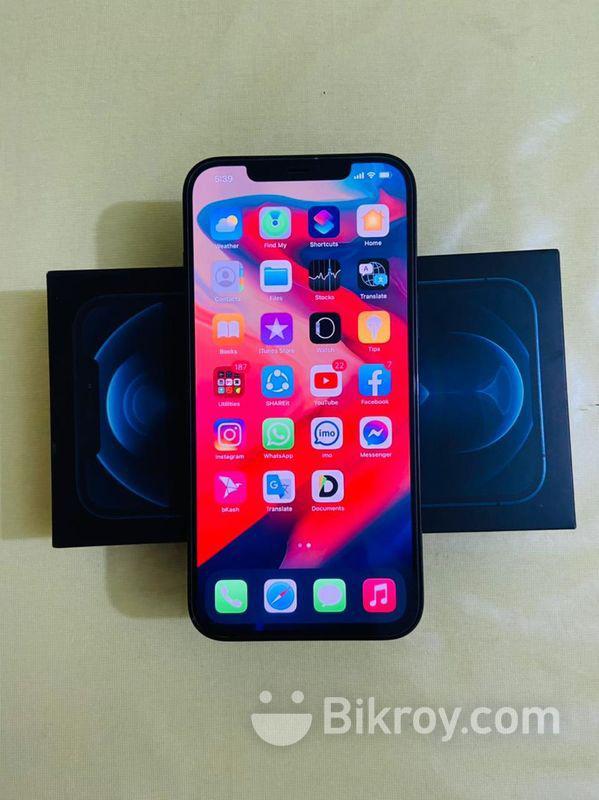 5:39
Weather Find My Shortcuts Home
Contacts Files Stocks Translate
Books iTunes Store Watch Tips
187 22 7
Utilities SHAREit YouTube Facebook
imo
Instagram WhatsApp imo Messenger
bKash Translate Documents
Bikroy.com